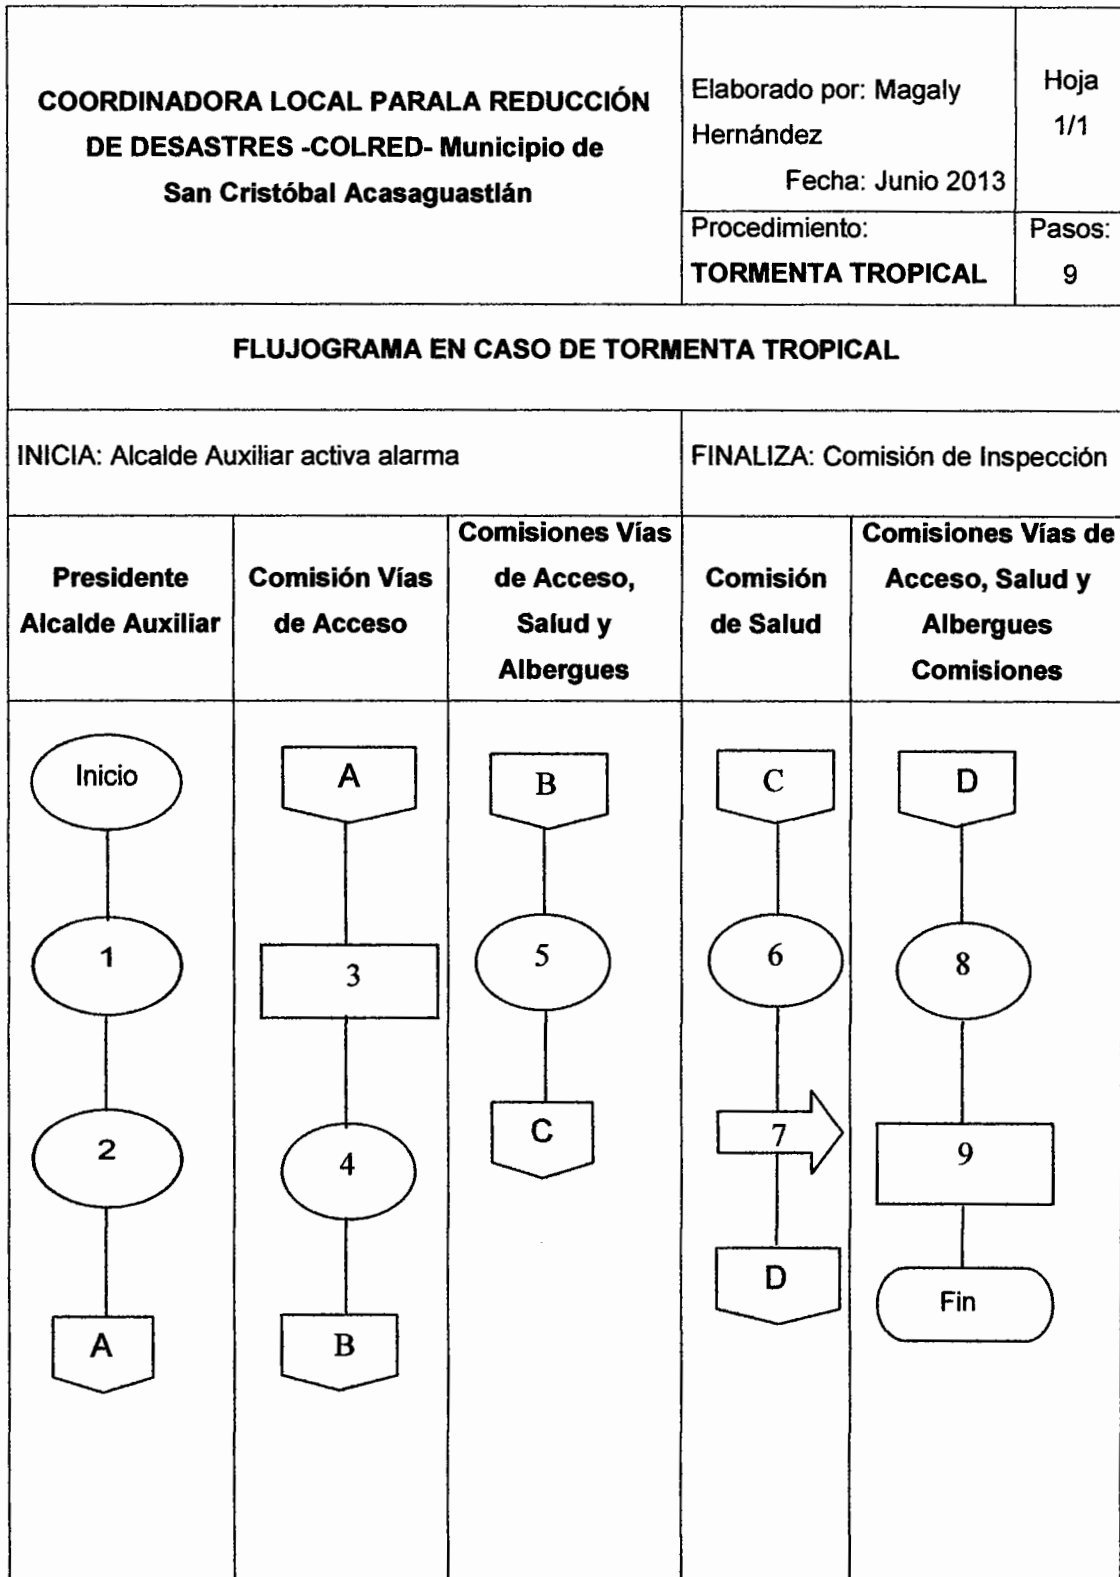 COORDINADORA LOCAL PARALA REDUCCIÓN
DE DESASTRES -COLRED- Municipio de
San Cristóbal Acasaguastlán
Elaborado por: Magaly
Hernández
Fecha: Junio 2013
Hoja
1/1
Procedimiento:
TORMENTA TROPICAL
Pasos:
9
FLUJOGRAMA EN CASO DE TORMENTA TROPICAL
INICIA: Alcalde Auxiliar activa alarma
FINALIZA: Comisión de Inspección
Presidente
Alcalde Auxiliar
Comisión Vías
de Acceso
Comisiones Vías
de Acceso,
Salud y
Albergues
Comisión
de Salud
Comisiones Vías de
Acceso, Salud y
Albergues
Comisiones
Inicio
1
2
A
A
3
4
B
B
5
C
C
6
7
D
D
8
9
Fin